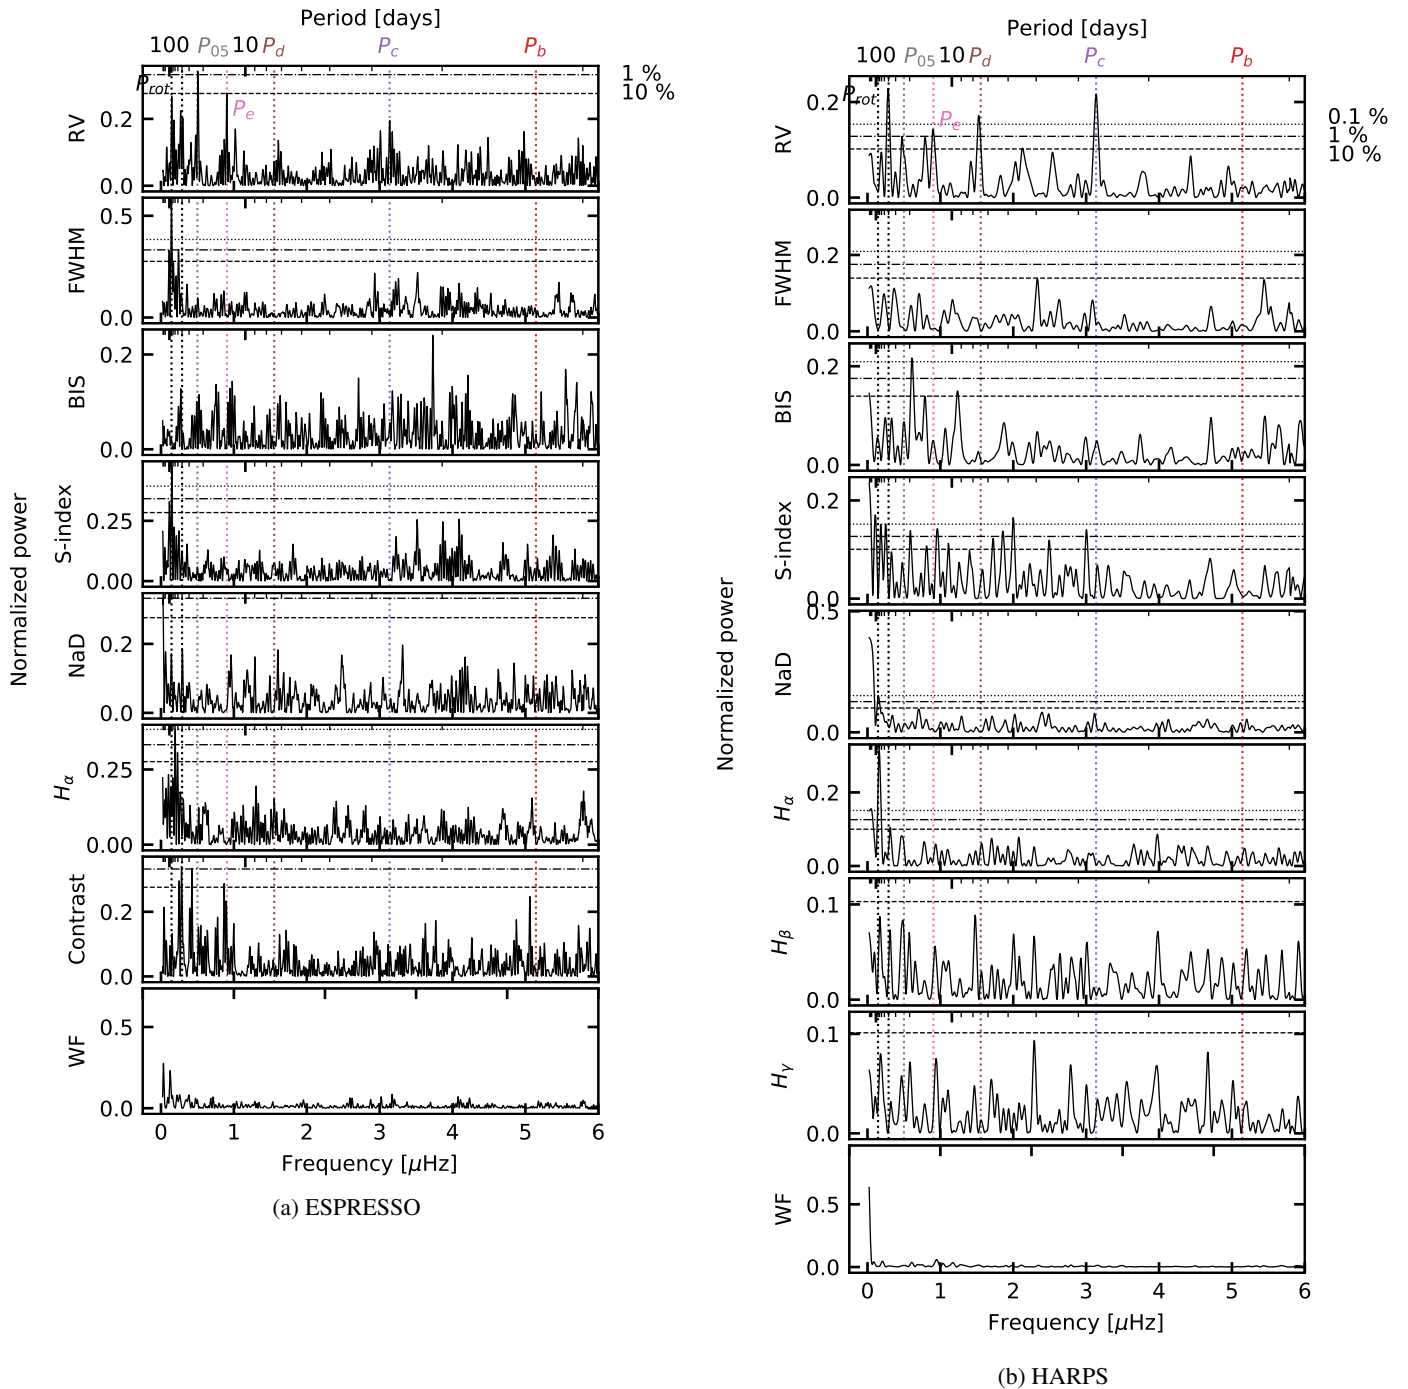 Period [days]
100 P05 10 Pd Pc Pb
Prot
Pe
1 %
10 %
RV
0.2
0.0
FWHM
0.5
0.0
BIS
0.2
0.0
S-index
0.25
0.00
NaD
0.2
0.0
Hα
0.25
0.00
Contrast
0.2
0.0
WF
0.5
0.0
Normalized power
0 1 2 3 4 5 6
Frequency [μHz]
(a) ESPRESSO
Period [days]
100 P05 10 Pd Pc Pb
Prot
Pe
0.1 %
1 %
10 %
RV
0.2
0.0
FWHM
0.2
0.0
BIS
0.2
0.0
S-index
0.2
0.0
NaD
0.5
0.0
Hα
0.2
0.0
Hβ
0.1
0.0
Hγ
0.1
0.0
WF
0.5
0.0
Normalized power
0 1 2 3 4 5 6
Frequency [μHz]
(b) HARPS